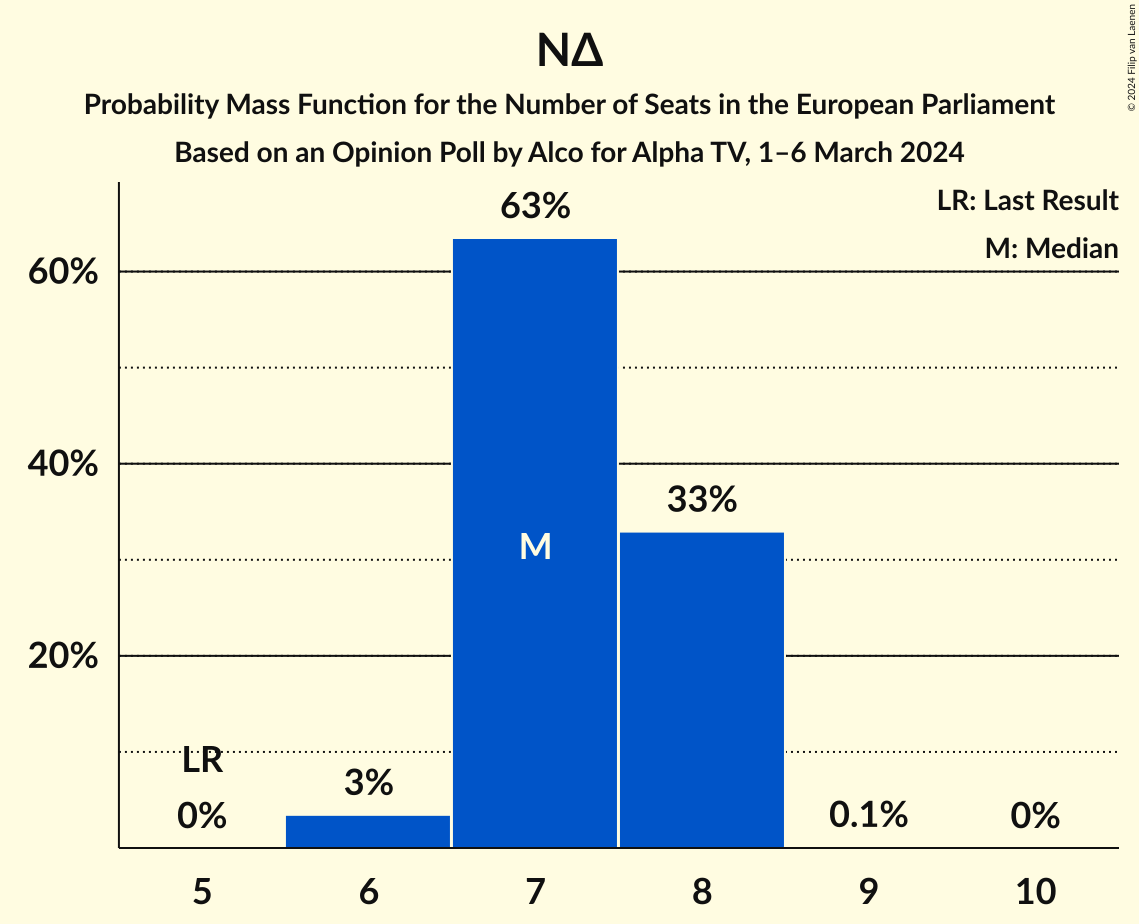 ΝΔ
Probability Mass Function for the Number of Seats in the European Parliament
Based on an Opinion Poll by Alco for Alpha TV, 1–6 March 2024
© 2024 Filip van Laenen
LR: Last Result
M: Median
63%
60%
40%
33%
M
20%
LR
3%
0%
0.1%
0%
5 6 7 8 9 10